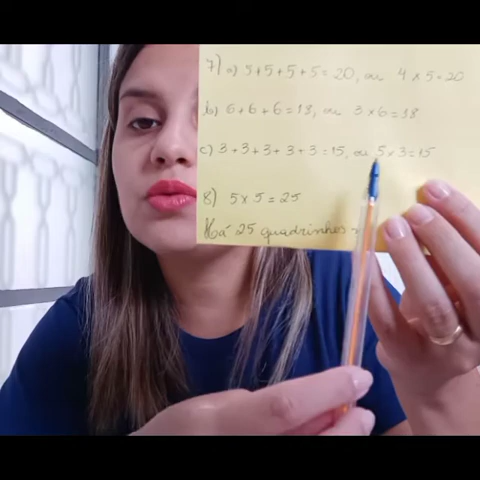 7) a) 5+5+5+5=20, ou 4 x 5=20
b) 6+6+6=18, ou 3 x 6=18
c) 3+3+3+3+3=15, ou 5 x 3=15
8) 5 x 5 = 25
Há 25 quadrinhos